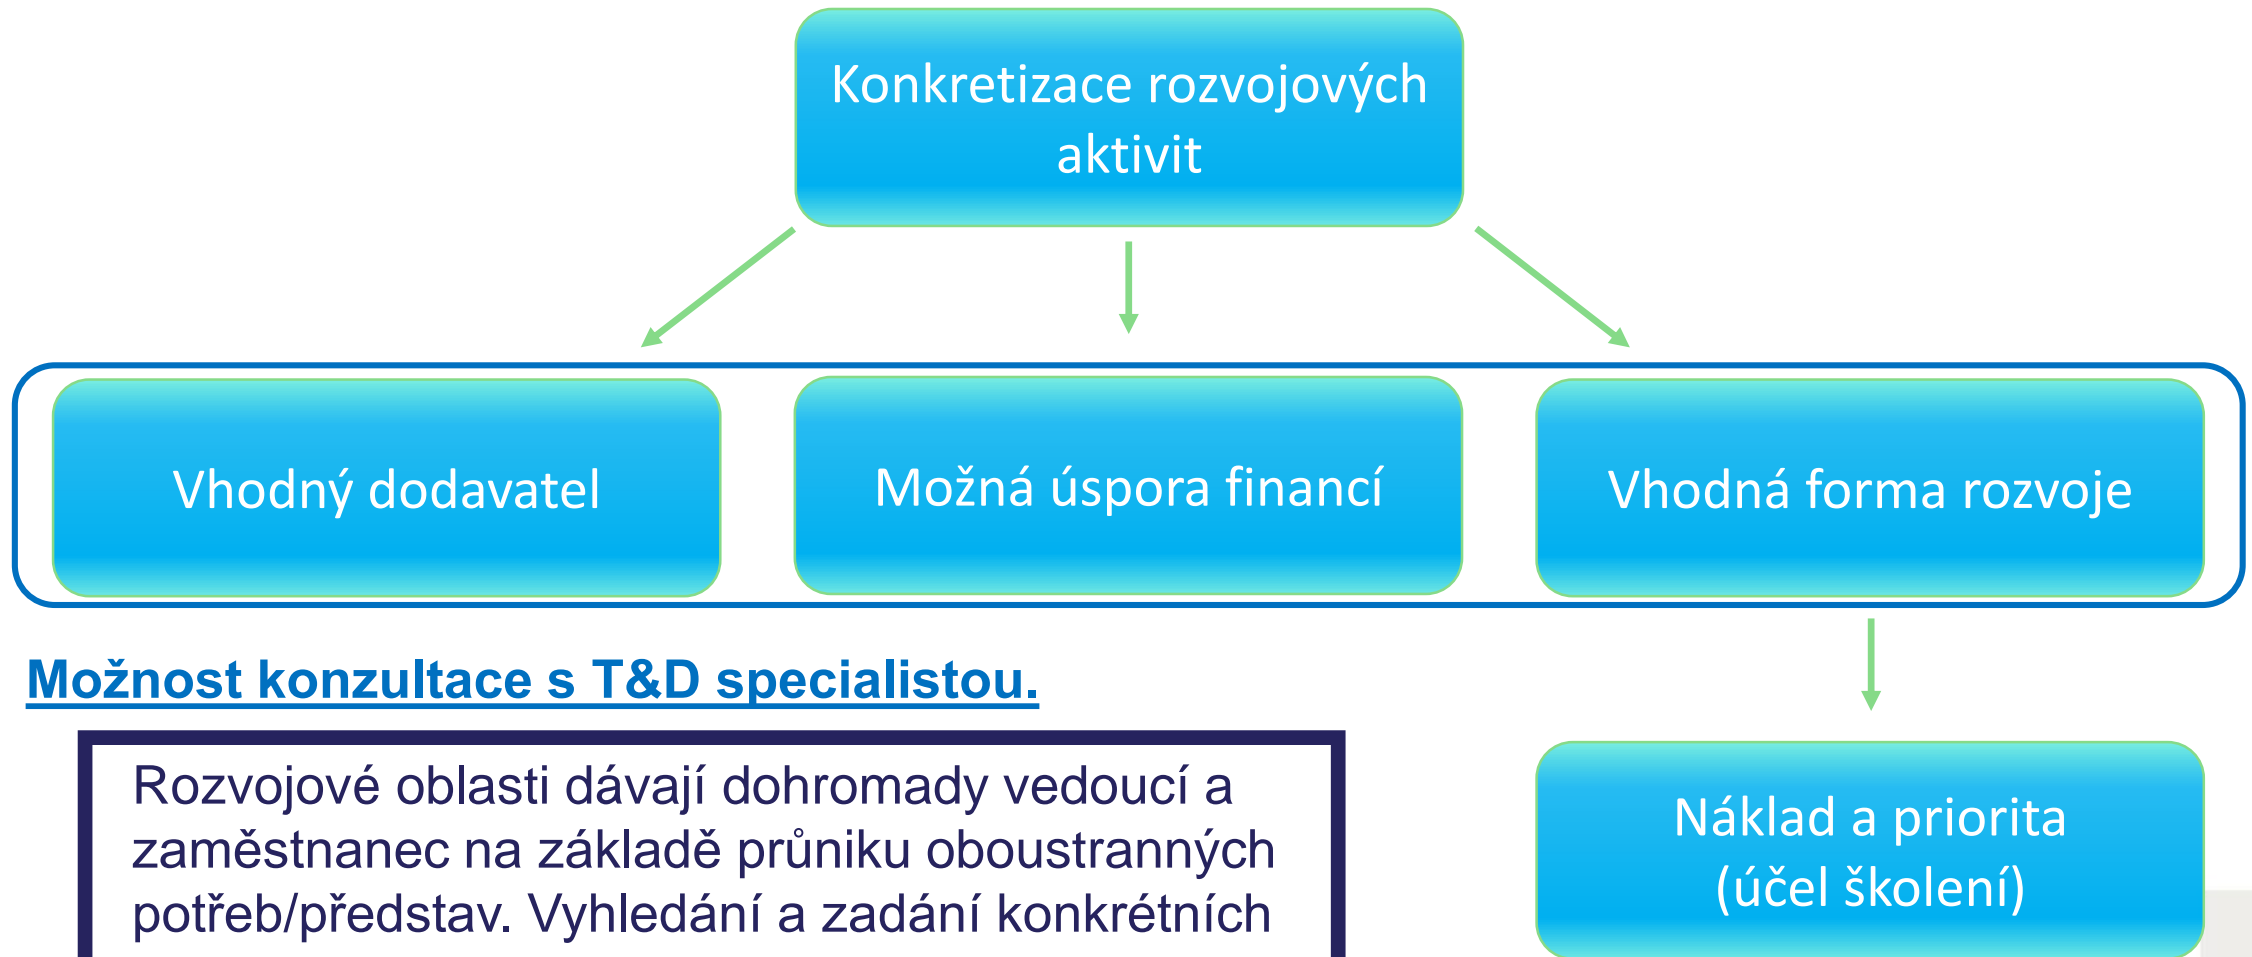 Konkretizace rozvojových
aktivit
Vhodný dodavatel
Možná úspora financí
Vhodná forma rozvoje
Možnost konzultace s T&D specialistou.
Rozvojové oblasti dávají dohromady vedoucí a
zaměstnanec na základě průniku oboustranných
potřeb/představ. Vyhledání a zadání konkrétních
Náklad a priorita
(účel školení)